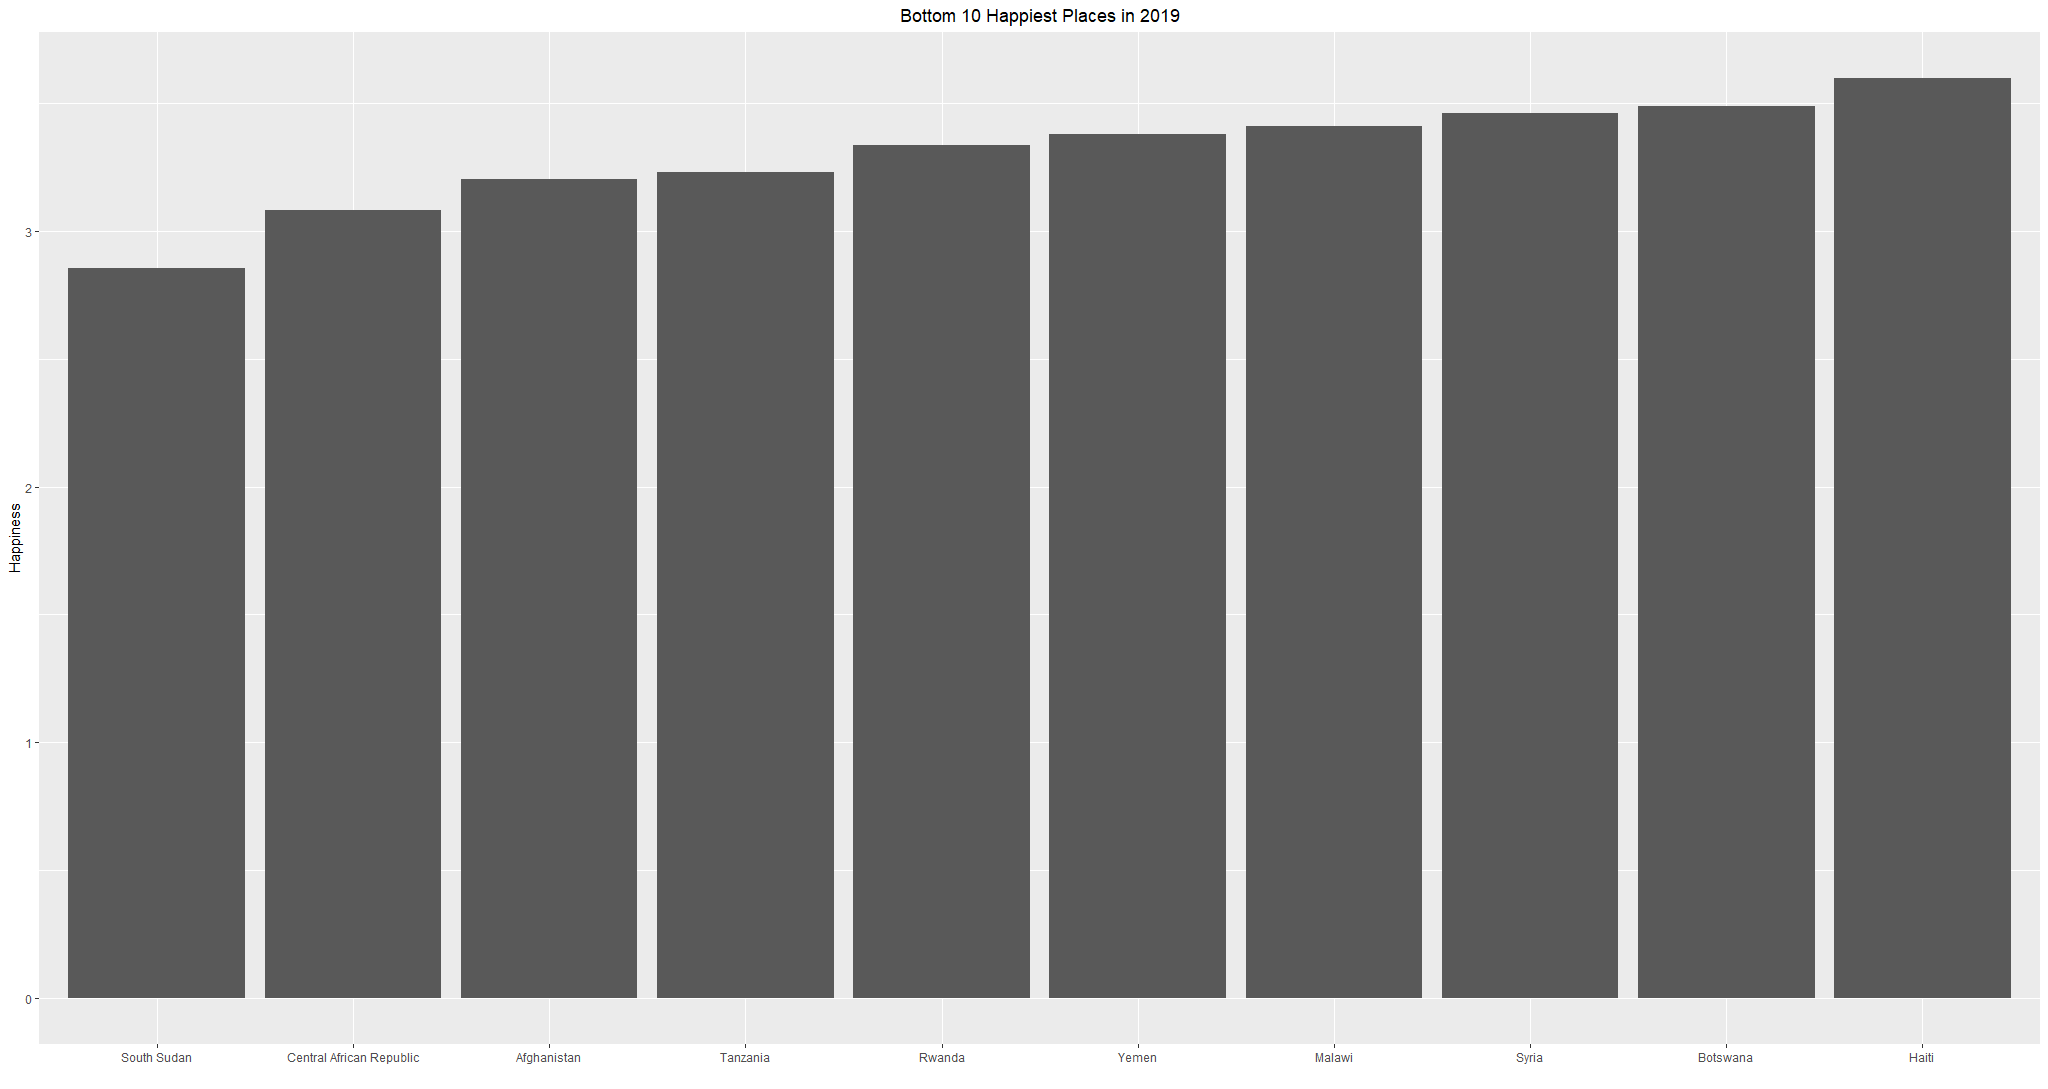 Bottom 10 Happiest Places in 2019
Happiness
3
2
1
0
South Sudan Central African Republic Afghanistan Tanzania Rwanda Yemen Malawi Syria Botswana Haiti